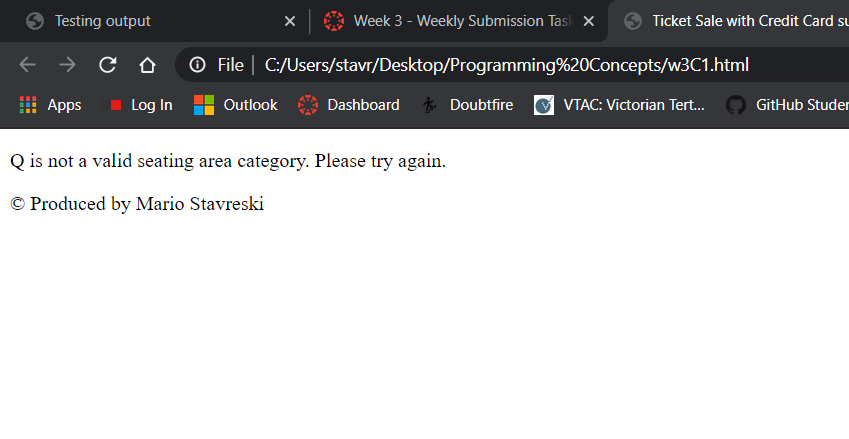 Testing output
Week 3 - Weekly Submission Task
Ticket Sale with Credit Card su
File | C:/Users/stavr/Desktop/Programming%20Concepts/w3C1.html
Apps Log In Outlook Dashboard Doubtfire VTAC: Victorian Tert... GitHub Studen
Q is not a valid seating area category. Please try again.
© Produced by Mario Stavreski